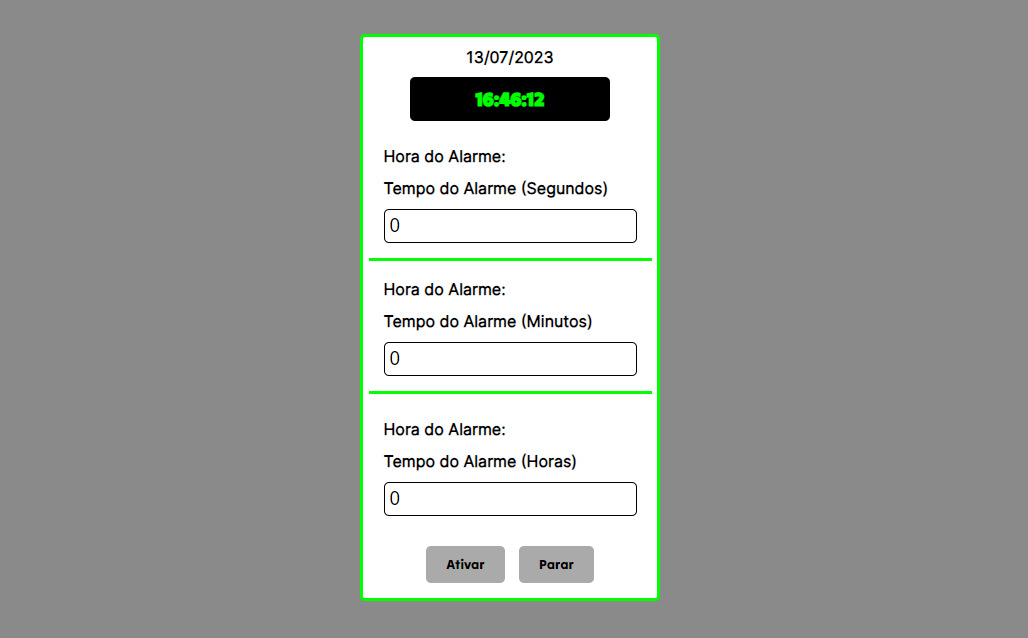 13/07/2023
16:46:12
Hora do Alarme:
Tempo do Alarme (Segundos)
0
Hora do Alarme:
Tempo do Alarme (Minutos)
0
Hora do Alarme:
Tempo do Alarme (Horas)
0
Ativar Parar